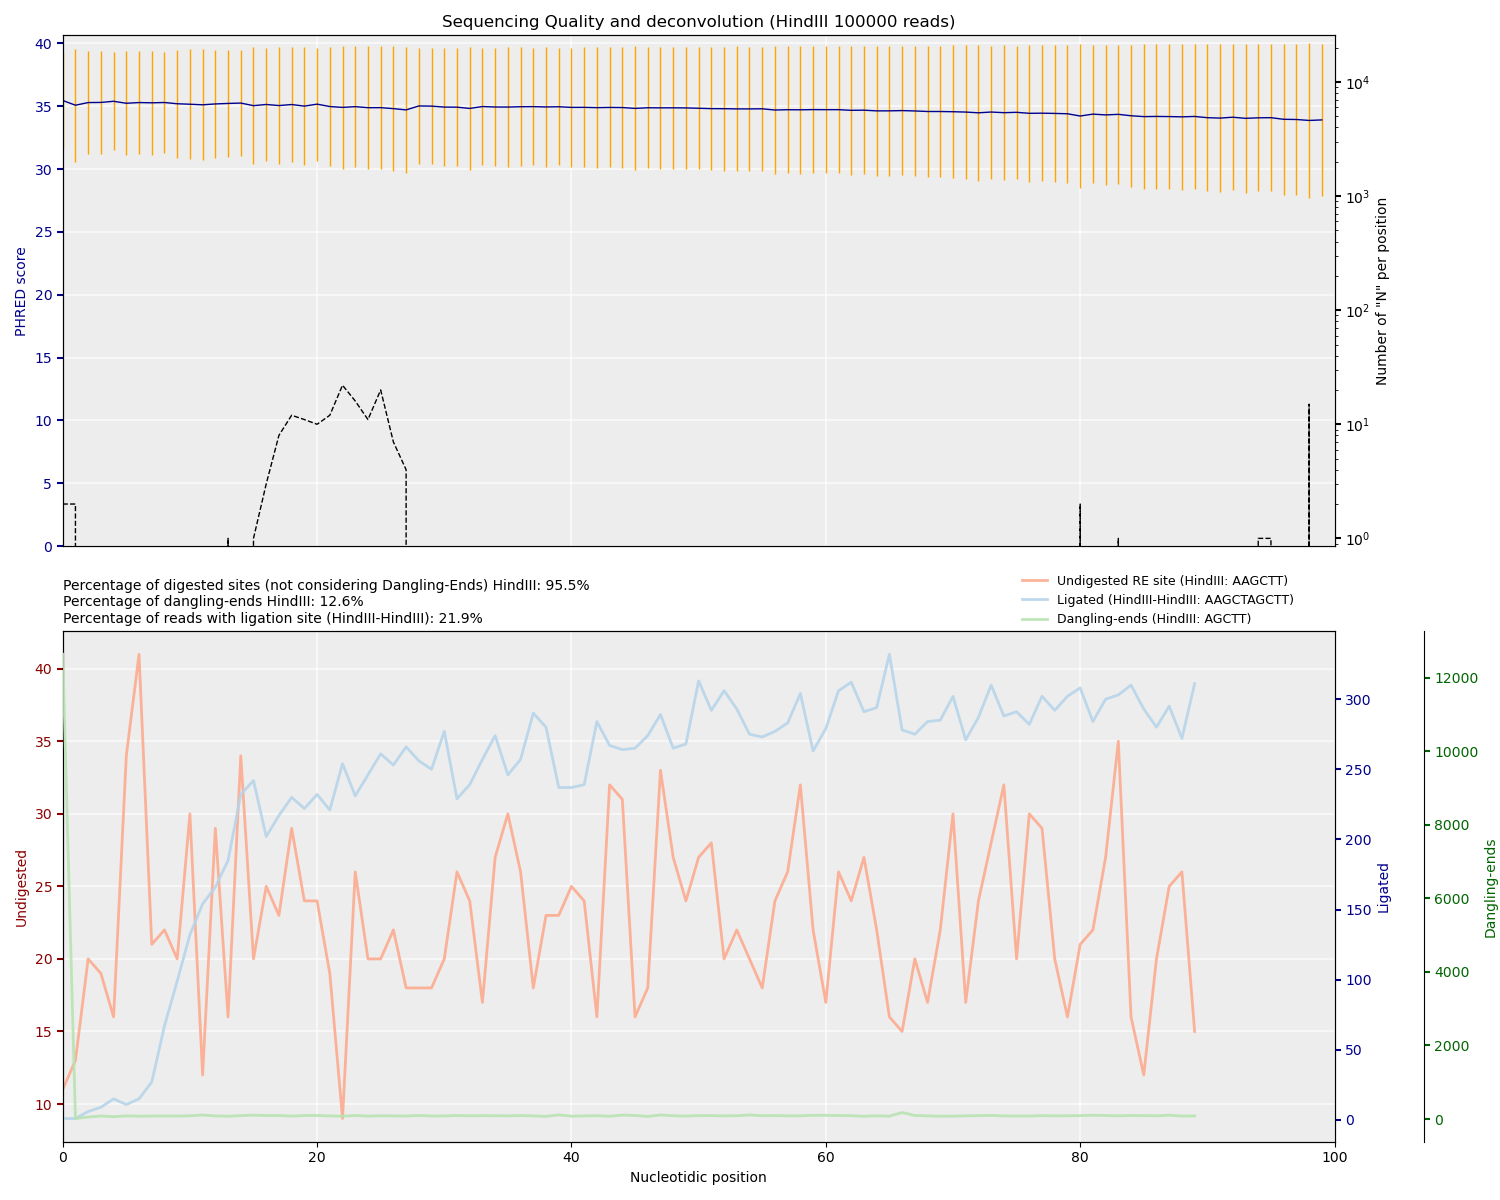 Sequencing Quality and deconvolution (HindIII 100000 reads)
40
35
30
25
20
15
10
5
0
PHRED score
10^4
10^3
10^2
10^1
10^0
Number of "N" per position
Percentage of digested sites (not considering Dangling-Ends) HindIII: 95.5%
Percentage of dangling-ends HindIII: 12.6%
Percentage of reads with ligation site (HindIII-HindIII): 21.9%
Undigested RE site (HindIII: AAGCTT)
Ligated (HindIII-HindIII: AAGCTAGCTT)
Dangling-ends (HindIII: AGCTT)
40
35
30
25
20
15
10
Undigested
300
250
200
150
100
50
0
Ligated
12000
10000
8000
6000
4000
2000
0
Dangling-ends
0 20 40 60 80 100
Nucleotidic position